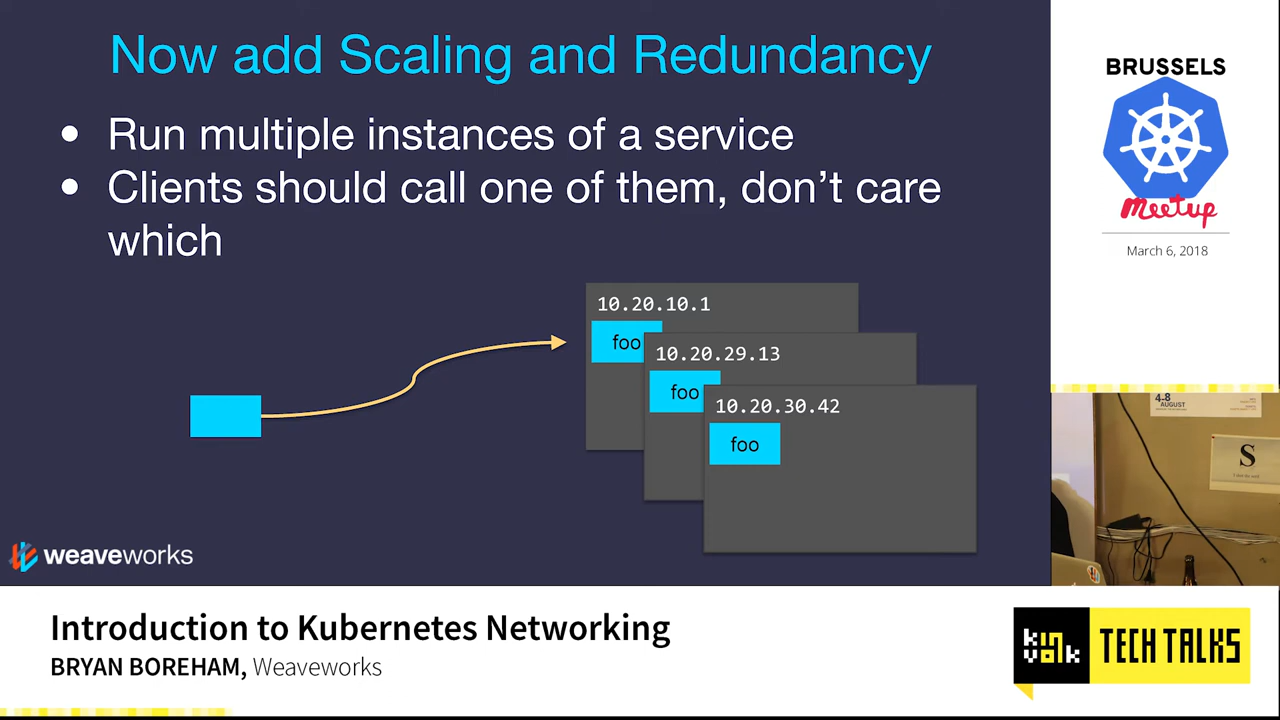 Now add Scaling and Redundancy
• Run multiple instances of a service
• Clients should call one of them, don’t care
which
10.20.10.1
foo
10.20.29.13
foo
10.20.30.42
foo
weaveworks
BRUSSELS
meetup
March 6, 2018
4-8
AUGUST
S
Introduction to Kubernetes Networking
BRYAN BOREHAM, Weaveworks
kinvolk
TECH TALKS